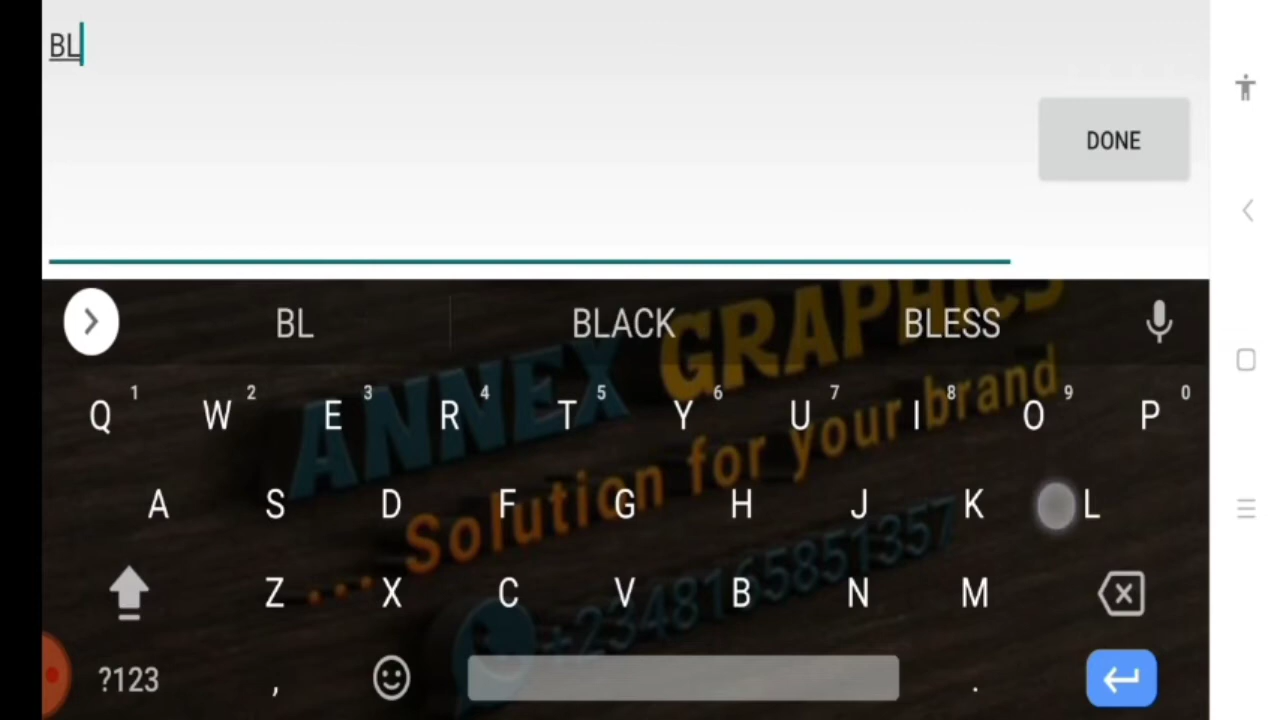 BL
DONE
BL BLACK BLESS
ANNEX GRAPHICS
... Solution for your brand
+2348165851357
Q 1 W 2 E 3 R 4 T 5 Y 6 U 7 I 8 O 9 P 0
A S D F G H J K L
Z X C V B N M
?123 , .